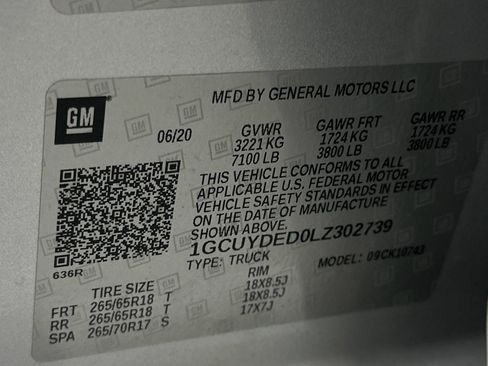 GM
MFD BY GENERAL MOTORS LLC
06/20 GVWR GAWR FRT GAWR RR
3221 KG 1724 KG 1724 KG
7100 LB 3800 LB 3800 LB
THIS VEHICLE CONFORMS TO ALL
APPLICABLE U.S. FEDERAL MOTOR
VEHICLE SAFETY STANDARDS IN EFFECT
ON THE DATE OF MANUFACTURE
SHOWN ABOVE.
1GCUYDED0LZ302739
TYPE: TRUCK MODEL: 09CK10743
636R
TIRE SIZE RIM
FRT 265/65R18 T 18X8.5J
RR 265/65R18 T 18X8.5J
SPA 265/70R17 S 17X7J